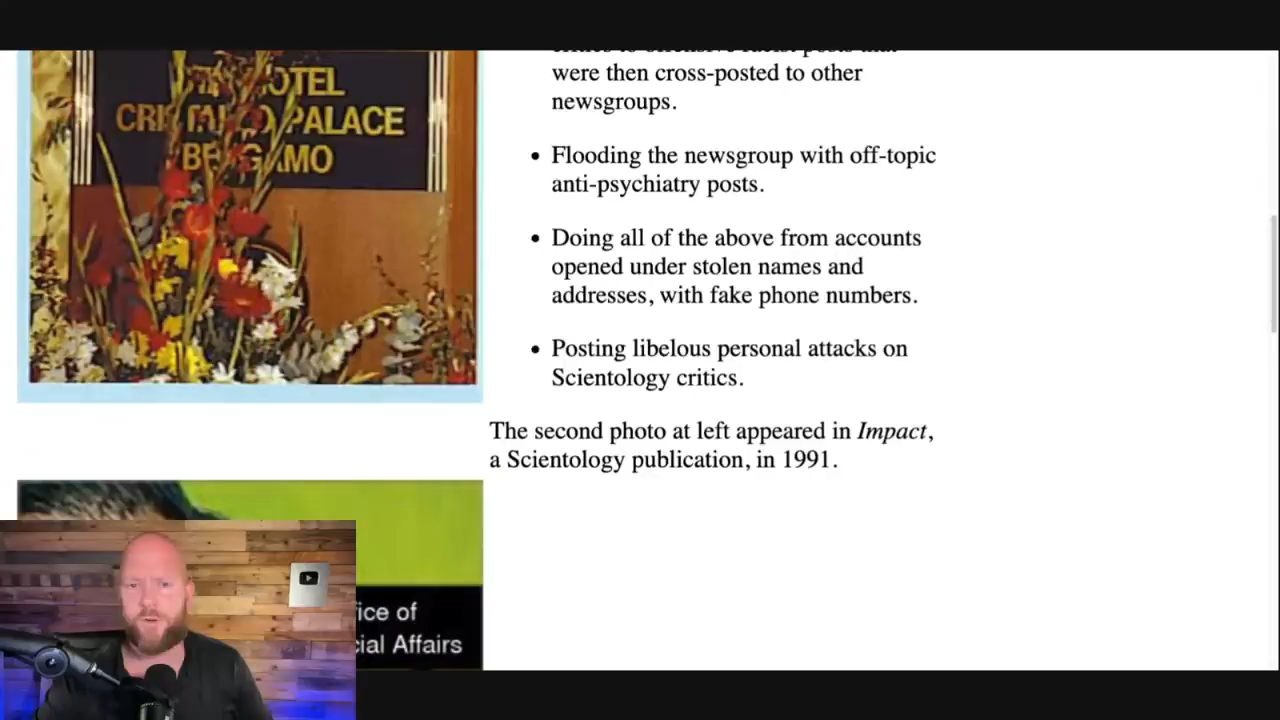 HOTEL
PALACE
were then cross-posted to other
newsgroups.
• Flooding the newsgroup with off-topic
anti-psychiatry posts.
• Doing all of the above from accounts
opened under stolen names and
addresses, with fake phone numbers.
• Posting libelous personal attacks on
Scientology critics.
The second photo at left appeared in Impact,
a Scientology publication, in 1991.
ice of
cial Affairs